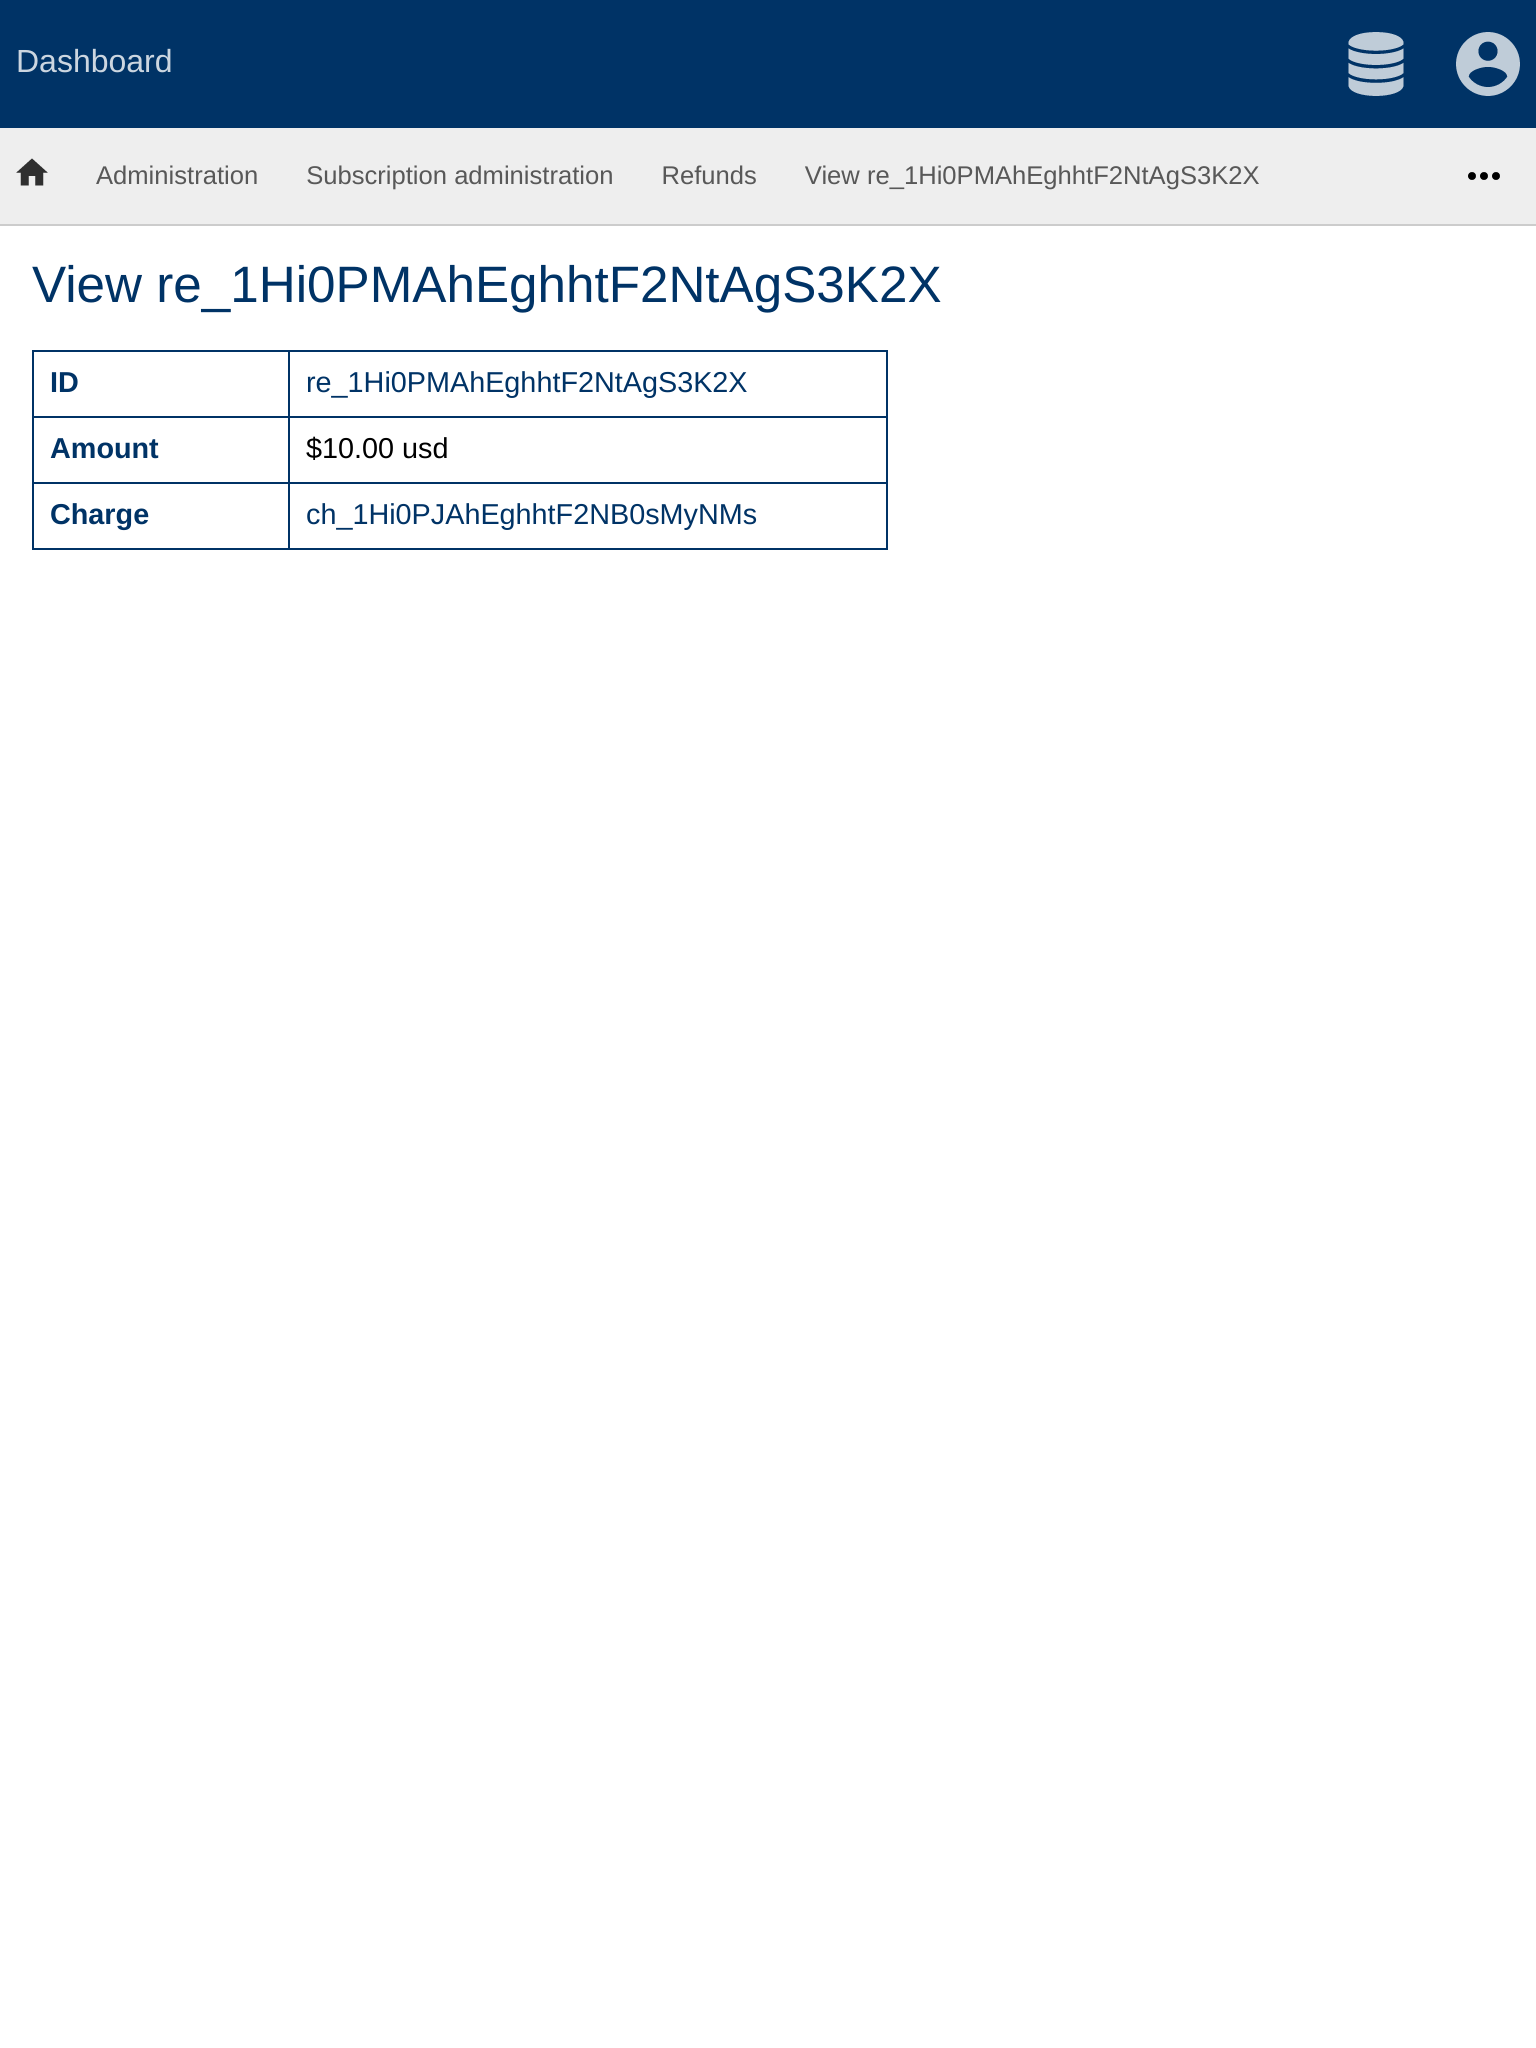 Dashboard
Administration Subscription administration Refunds View re_1Hi0PMAhEghhtF2NtAgS3K2X
View re_1Hi0PMAhEghhtF2NtAgS3K2X
ID re_1Hi0PMAhEghhtF2NtAgS3K2X
Amount $10.00 usd
Charge ch_1Hi0PJAhEghhtF2NB0sMyNMs